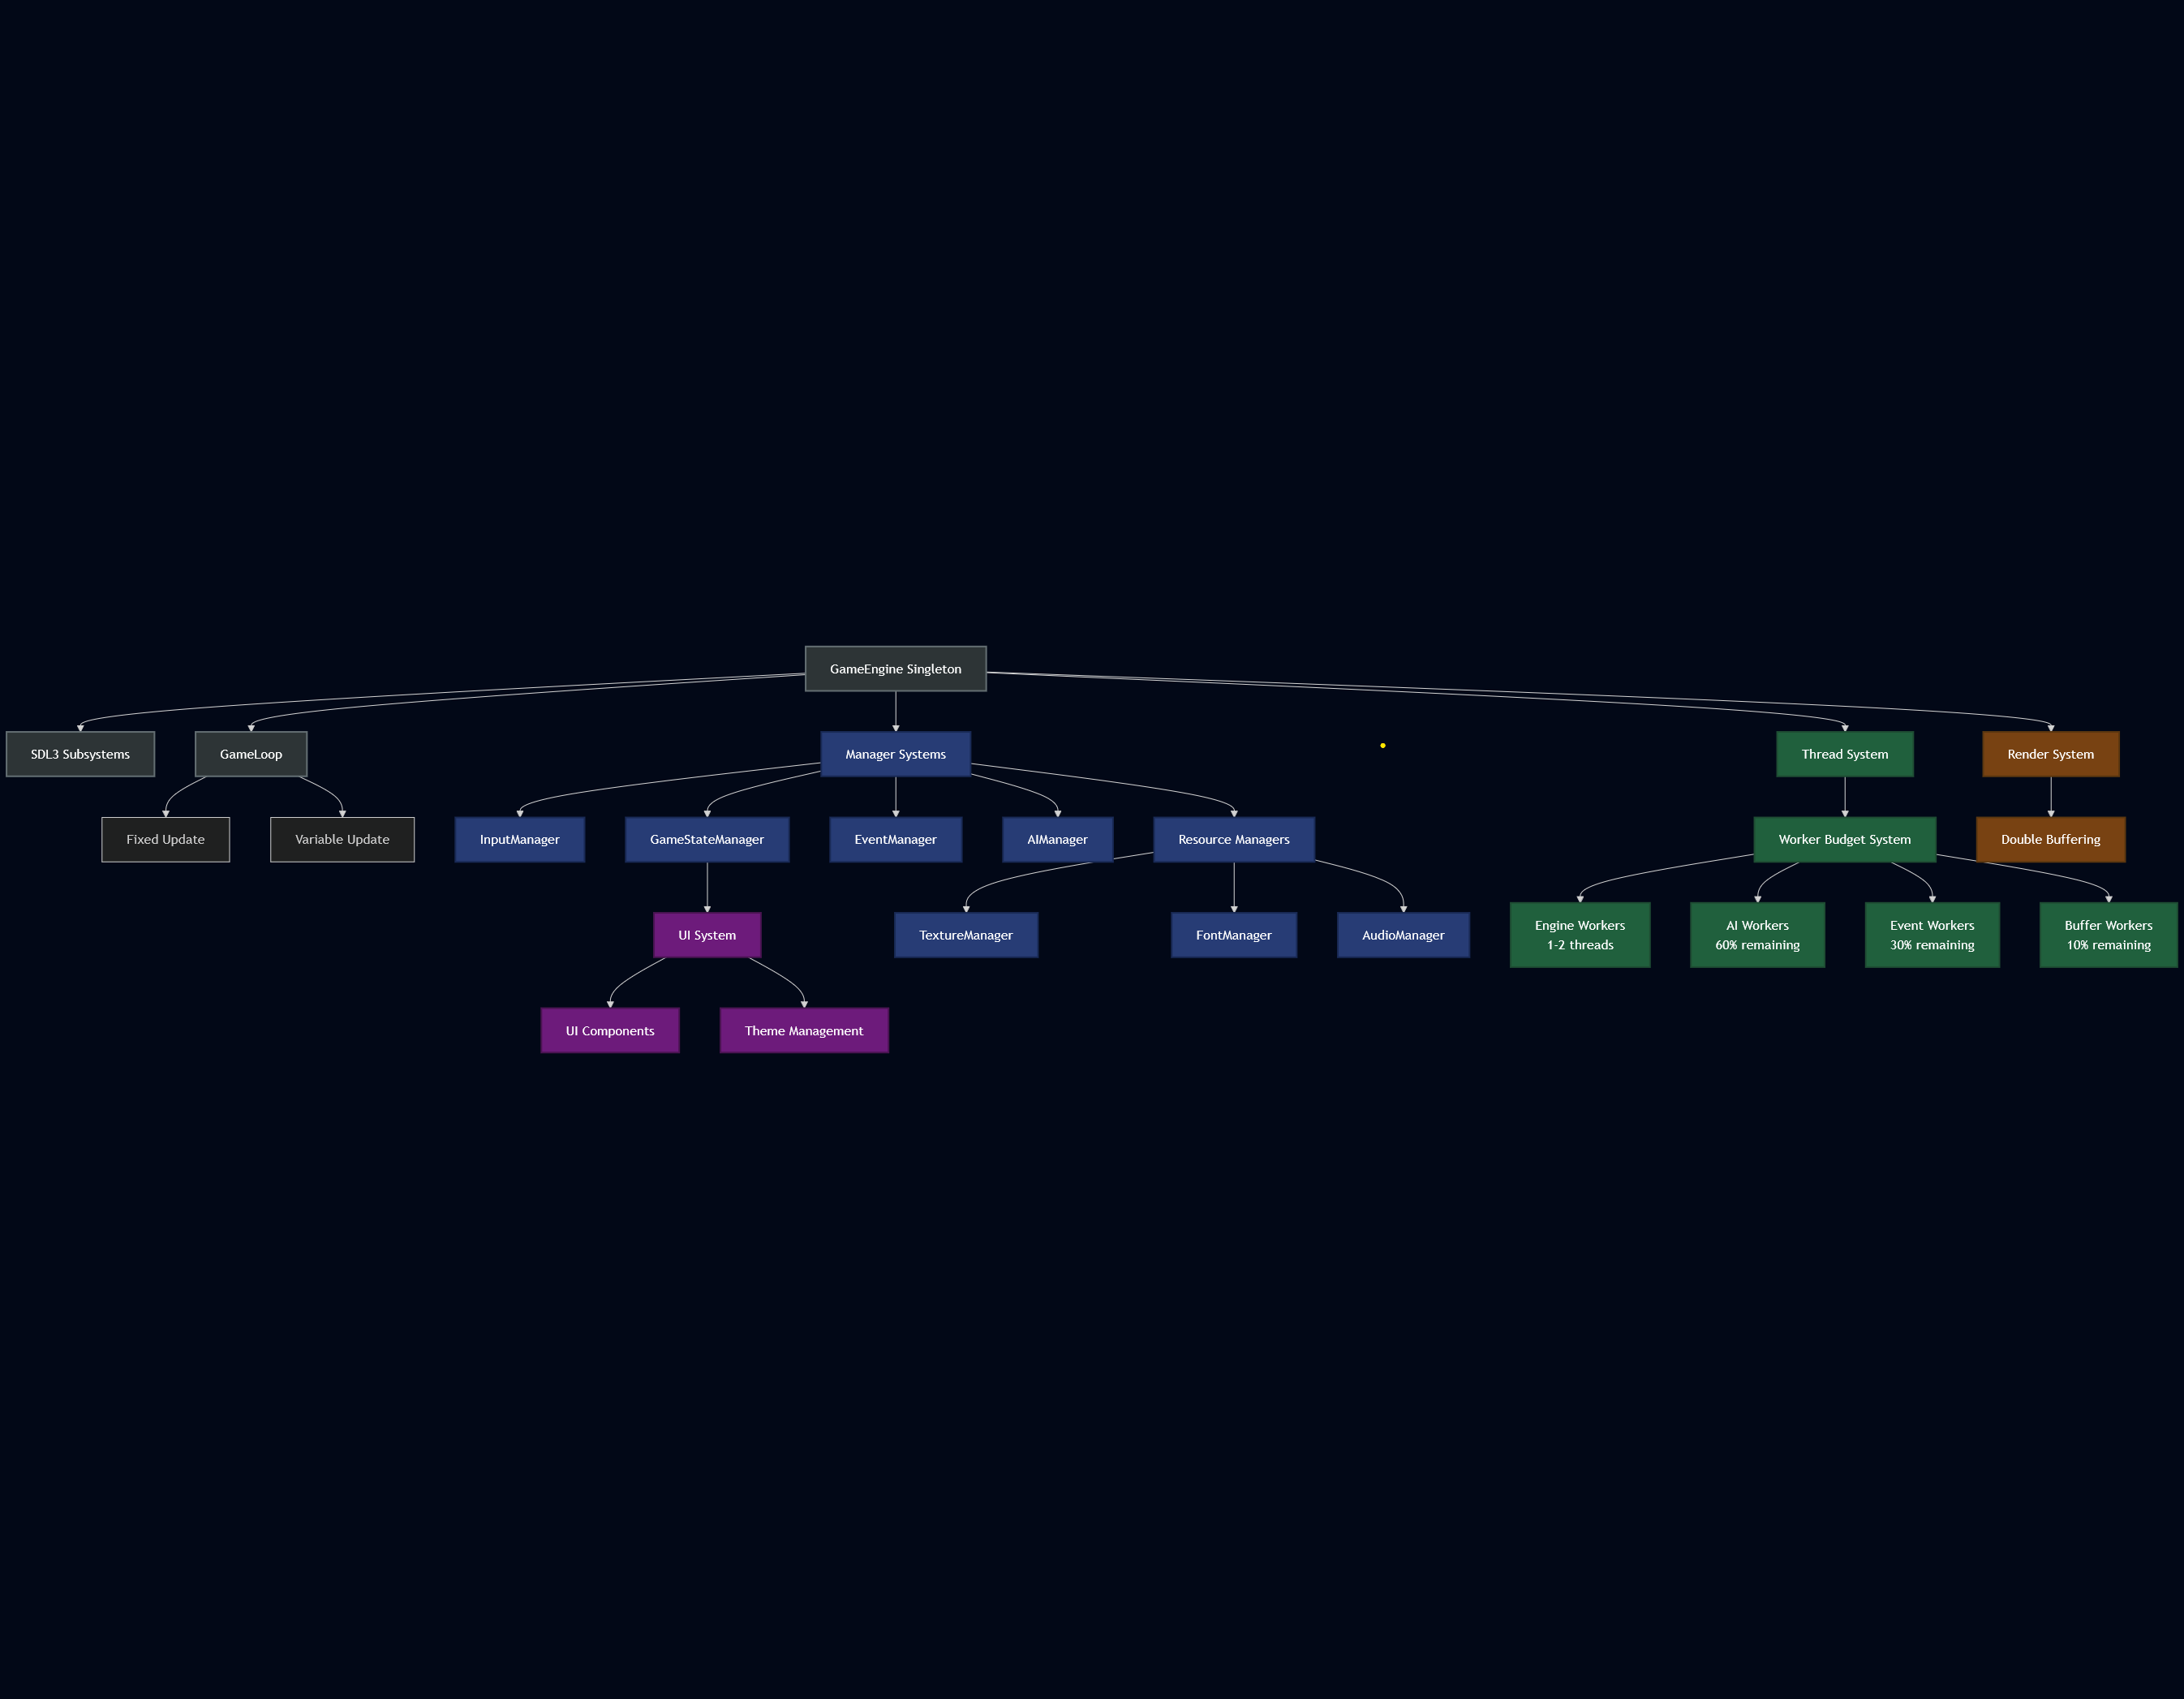 GameEngine Singleton
SDL3 Subsystems
GameLoop
Manager Systems
Thread System
Render System
Fixed Update
Variable Update
InputManager
GameStateManager
EventManager
AIManager
Resource Managers
Worker Budget System
Double Buffering
UI System
TextureManager
FontManager
AudioManager
Engine Workers
1-2 threads
AI Workers
60% remaining
Event Workers
30% remaining
Buffer Workers
10% remaining
UI Components
Theme Management